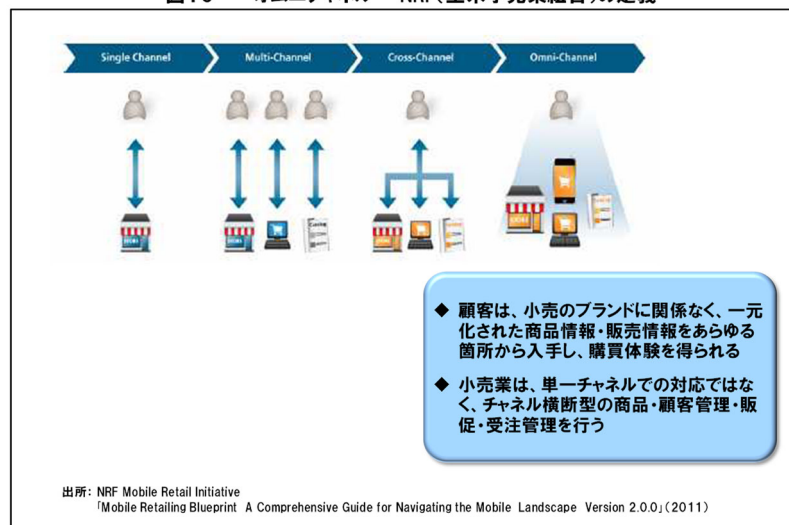 Single Channel
Multi-Channel
Cross-Channel
Omni-Channel
◆ 顧客は、小売のブランドに関係なく、一元
化された商品情報・販売情報をあらゆる
箇所から入手し、購買体験を得られる
◆ 小売業は、単一チャネルでの対応ではな
く、チャネル横断型の商品・顧客管理・販
促・受注管理を行う
出所： NRF Mobile Retail Initiative
「Mobile Retailing Blueprint A Comprehensive Guide for Navigating the Mobile Landscape Version 2.0.0」（2011）